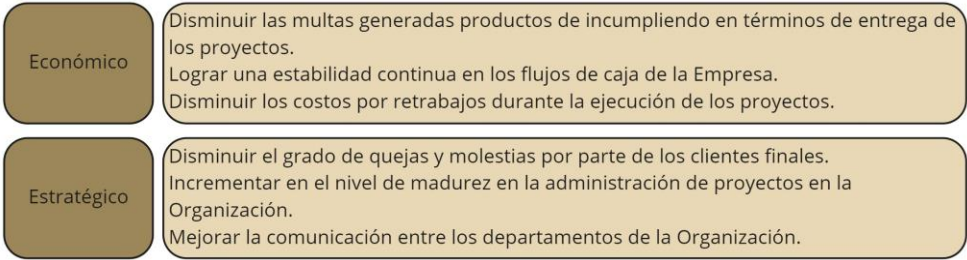 Económico
Disminuir las multas generadas productos de incumpliendo en términos de entrega de
los proyectos.
Lograr una estabilidad continua en los flujos de caja de la Empresa.
Disminuir los costos por retrabajos durante la ejecución de los proyectos.
Estratégico
Disminuir el grado de quejas y molestias por parte de los clientes finales.
Incrementar en el nivel de madurez en la administración de proyectos en la
Organización.
Mejorar la comunicación entre los departamentos de la Organización.